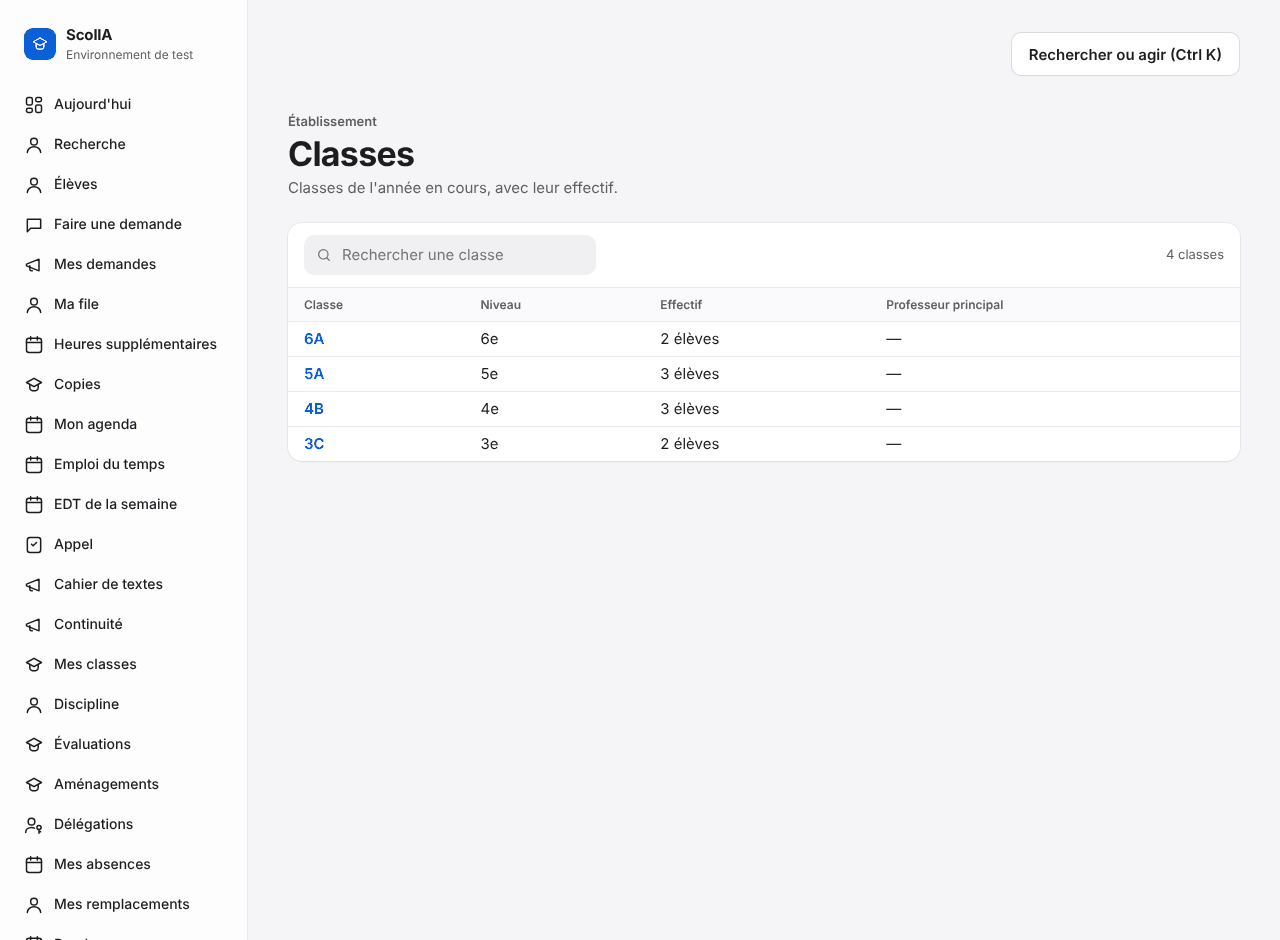 ScolIA
Environnement de test
Aujourd'hui
Recherche
Élèves
Faire une demande
Mes demandes
Ma file
Heures supplémentaires
Copies
Mon agenda
Emploi du temps
EDT de la semaine
Appel
Cahier de textes
Continuité
Mes classes
Discipline
Évaluations
Aménagements
Délégations
Mes absences
Mes remplacements
Rechercher ou agir (Ctrl K)
Établissement
Classes
Classes de l'année en cours, avec leur effectif.
Rechercher une classe
4 classes
Classe Niveau Effectif Professeur principal
6A 6e 2 élèves —
5A 5e 3 élèves —
4B 4e 3 élèves —
3C 3e 2 élèves —